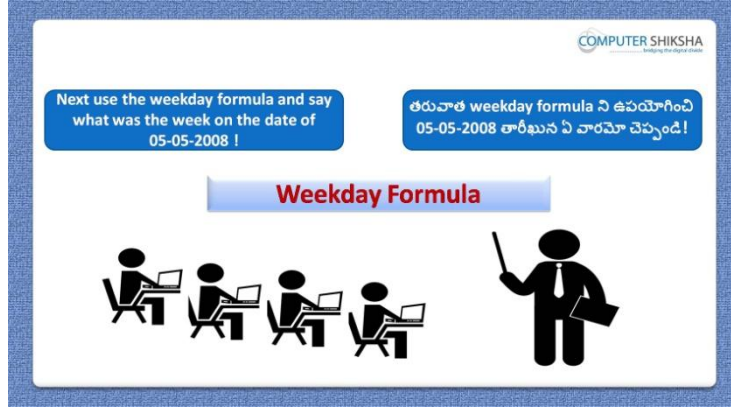 COMPUTER SHIKSHA
bridging the digital divide
Next use the weekday formula and say
what was the week on the date of
05-05-2008 !
తరువాత weekday formula ని ఉపయోగించి
05-05-2008 తారీఖున ఏ వారమో చెప్పండి!
Weekday Formula